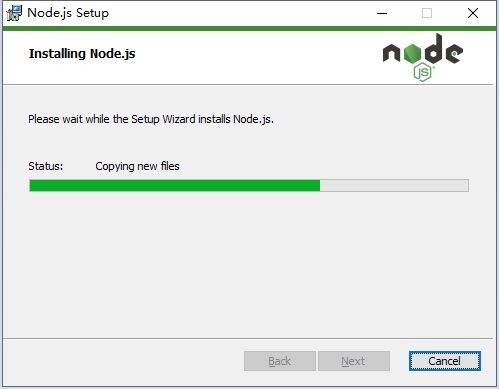 Node.js Setup
Installing Node.js
node
JS
Please wait while the Setup Wizard installs Node.js.
Status: Copying new files
Back Next Cancel